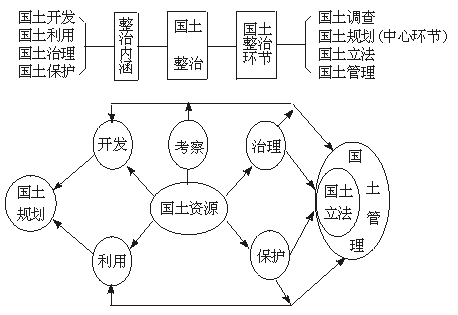 国土开发
国土利用
国土治理
国土保护
整治内涵
国土
整治
国土整治环节
国土调查
国土规划(中心环节)
国土立法
国土管理
开发
考察
治理
国土
规划
国土资源
国土
立法
国土管理
利用
保护